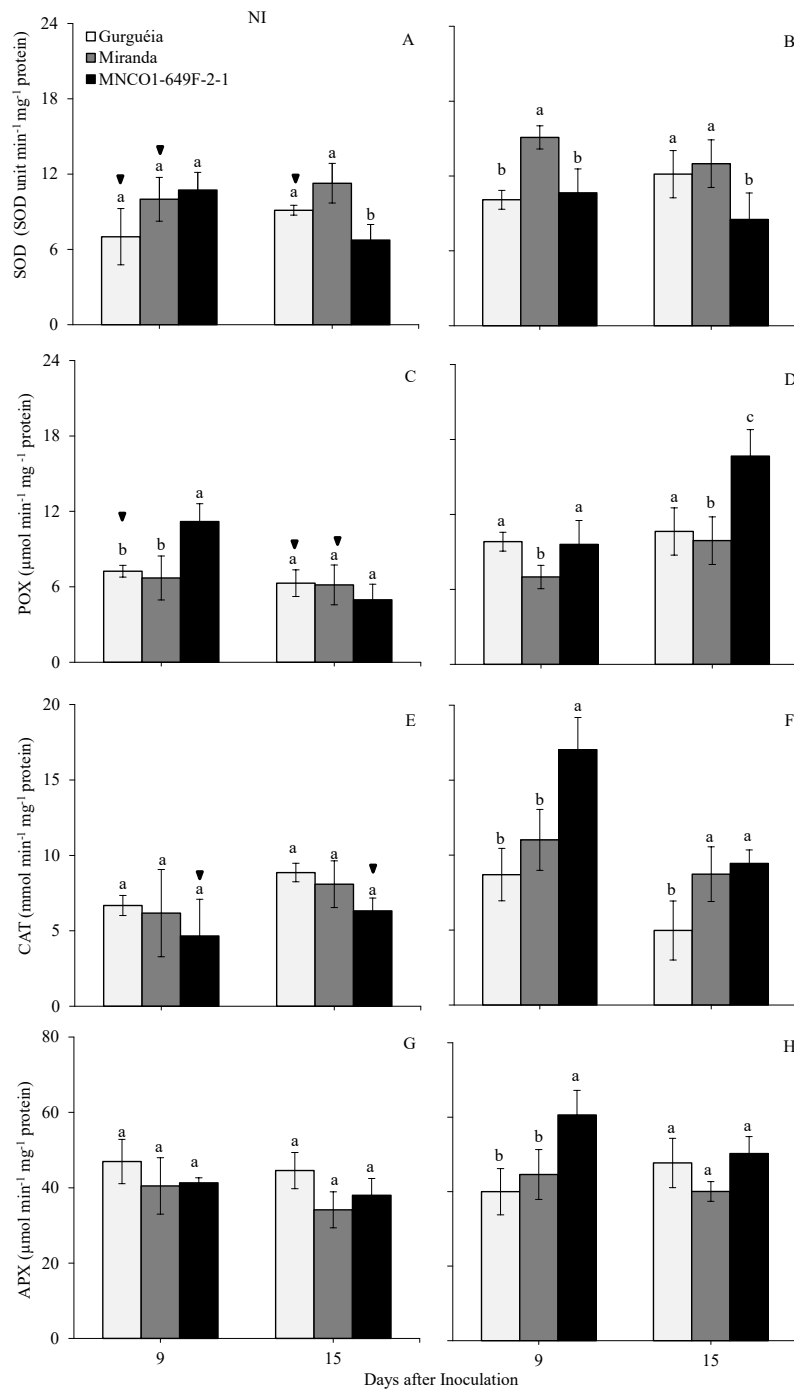 NI
24
Gurguéia
A
B
Miranda
MNCO1-649F-2-1
18
12
6
0
SOD (SOD unit min-1 mg-1 protein)
a a a a a b
b a b a a b
24
C
D
18
12
6
0
POX (µmol min-1 mg -1 protein)
b b a a a a
a b a a b c
20
E
F
15
10
5
0
CAT (mmol min-1 mg-1 protein)
a a a a a a
b b a b a a
80
G
H
60
40
20
0
APX (µmol min-1 mg-1 protein)
a a a a a a
b b a a a a
9 15 9 15
Days after Inoculation